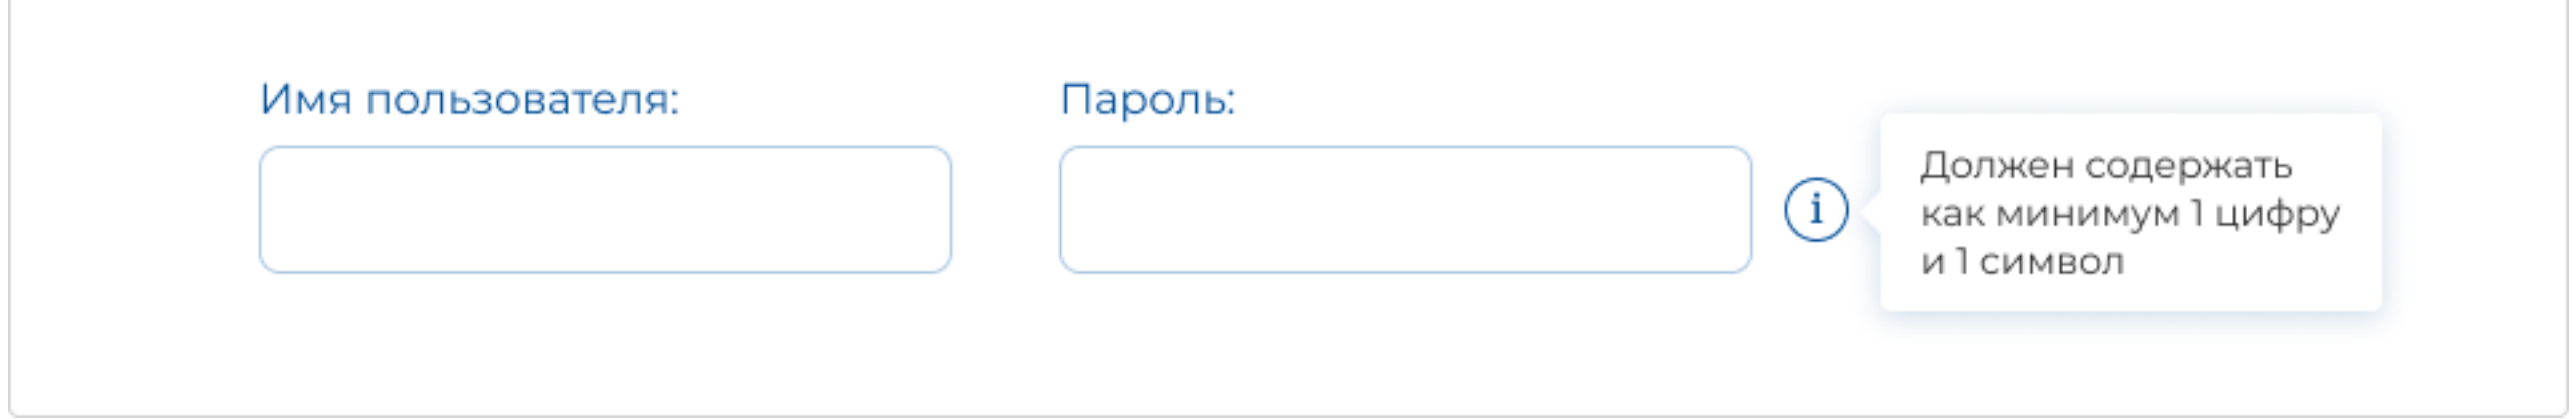 Имя пользователя:
Пароль:
i
Должен содержать
как минимум 1 цифру
и 1 символ